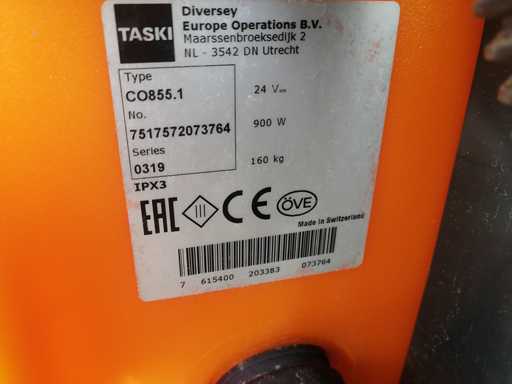 TASKI
Diversey
Europe Operations B.V.
Maarssenbroeksedijk 2
NL - 3542 DN Utrecht
Type
CO855.1
24 V
No.
7517572073764
900 W
Series
0319
160 kg
IPX3
EAC III CE ÖVE
Made in Switzerland
7 615400 203383 073764